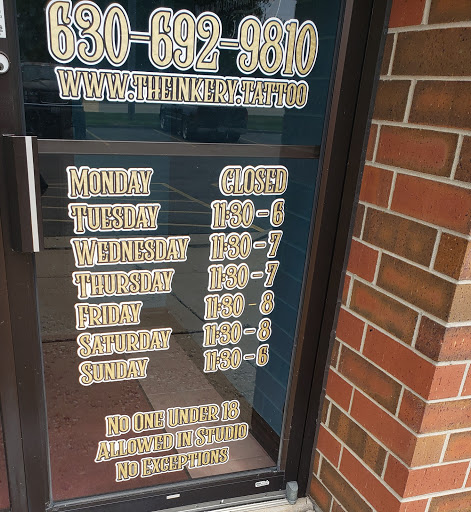 630-692-9810
WWW.THEINKERY.TATTOO
MONDAY CLOSED
TUESDAY 11:30 - 6
WEDNESDAY 11:30 - 7
THURSDAY 11:30 - 7
FRIDAY 11:30 - 8
SATURDAY 11:30 - 8
SUNDAY 11:30 - 6
NO ONE UNDER 18
ALLOWED IN STUDIO
NO EXCEPTIONS